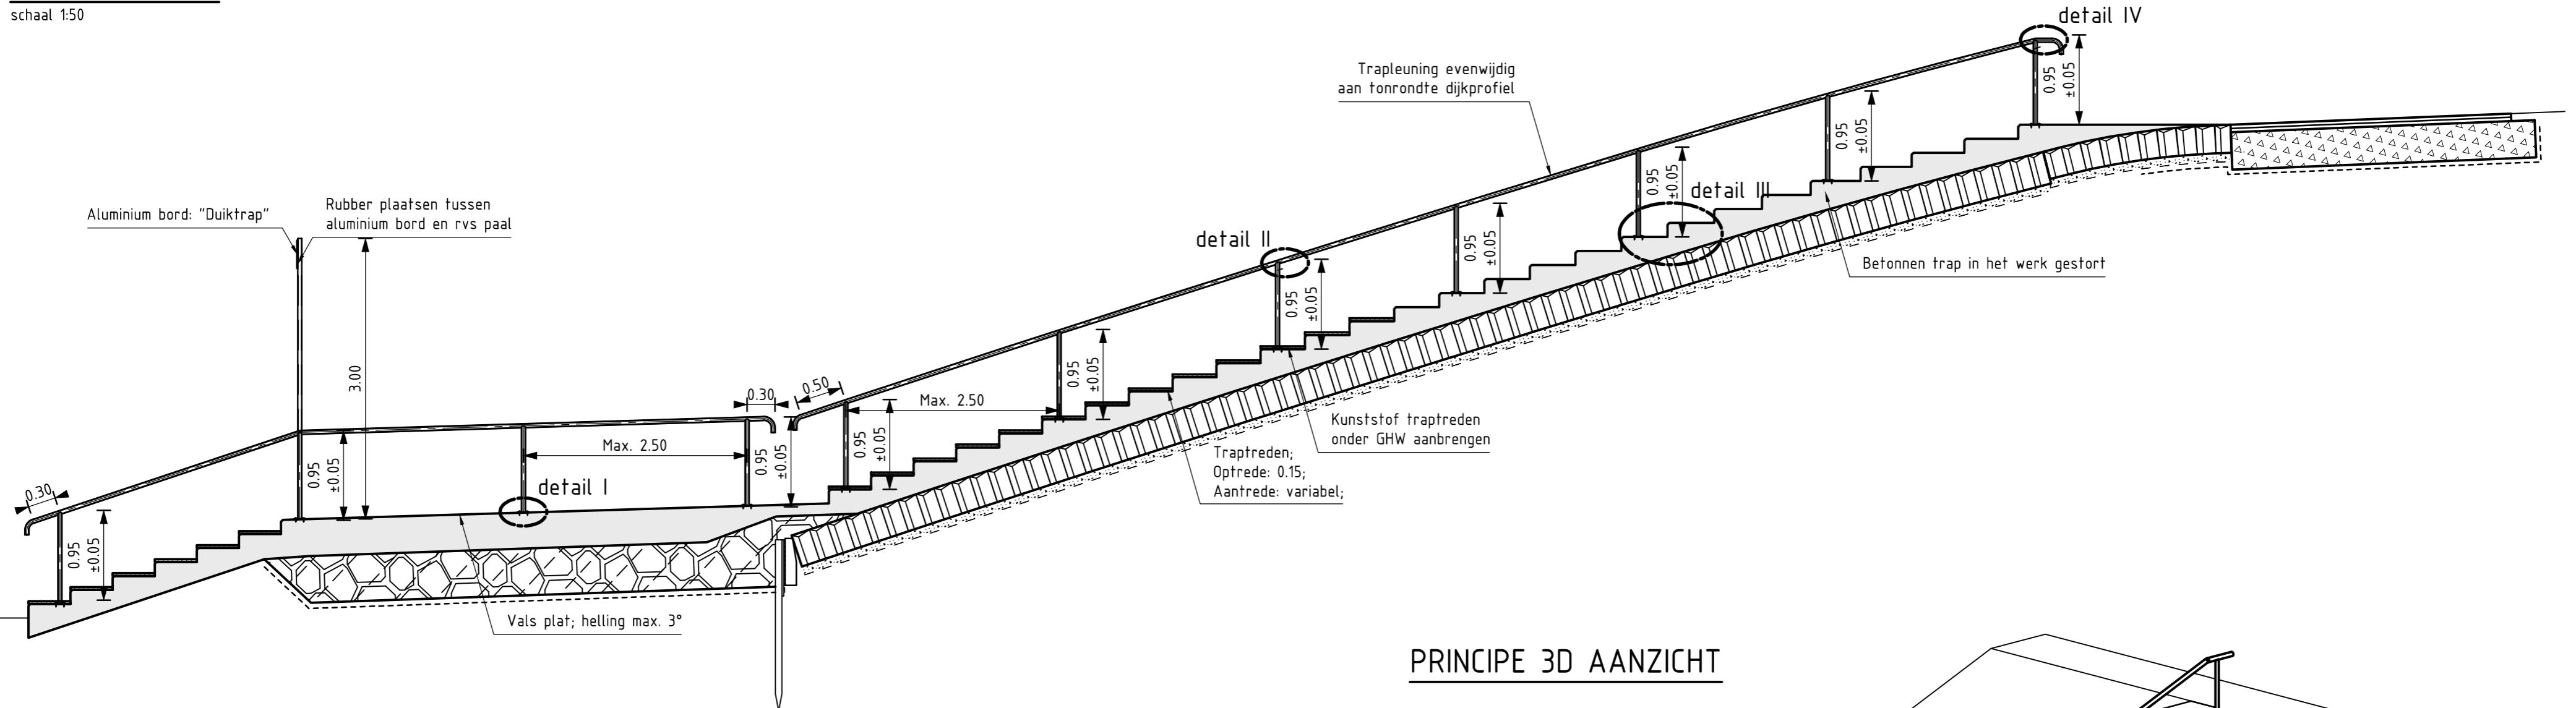 schaal 1:50
detail IV
Trapleuning evenwijdig
aan tonrondte dijkprofiel
0.95
±0.05
0.95
±0.05
0.95
±0.05
detail III
Aluminium bord: "Duiktrap"
Rubber plaatsen tussen
aluminium bord en rvs paal
detail II
0.95
±0.05
Betonnen trap in het werk gestort
0.95
±0.05
3.00
0.95
±0.05
0.30
0.50
Max. 2.50
Kunststof traptreden
onder GHW aanbrengen
Max. 2.50
0.95
±0.05
0.95
±0.05
0.95
±0.05
Traptreden;
Optrede: 0.15;
Aantrede: variabel;
0.30
detail I
0.95
±0.05
Vals plat; helling max. 3°
PRINCIPE 3D AANZICHT